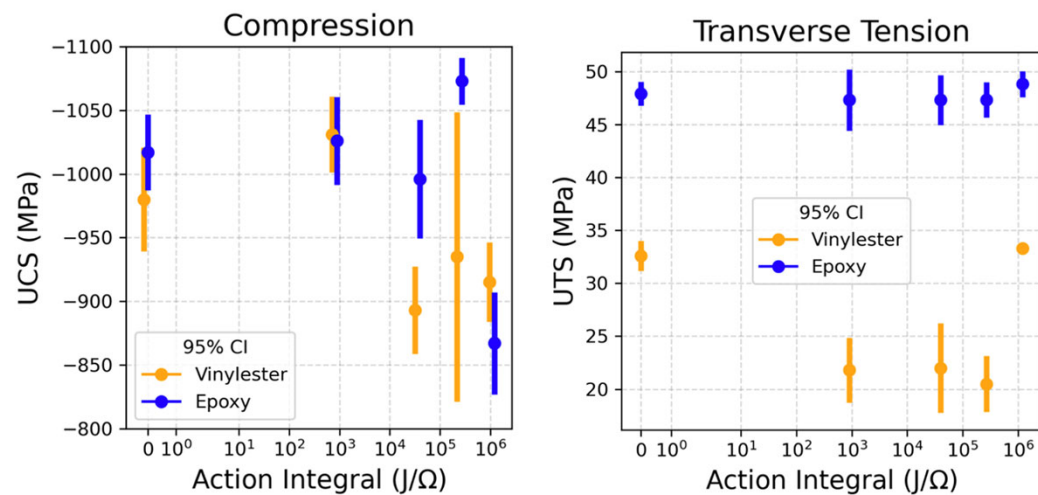 Compression
UCS (MPa)
−1100
−1050
−1000
−950
−900
−850
−800
95% CI
Vinylester
Epoxy
0 10⁰ 10¹ 10² 10³ 10⁴ 10⁵ 10⁶
Action Integral (J/Ω)
Transverse Tension
UTS (MPa)
50
45
40
35
30
25
20
95% CI
Vinylester
Epoxy
0 10⁰ 10¹ 10² 10³ 10⁴ 10⁵ 10⁶
Action Integral (J/Ω)